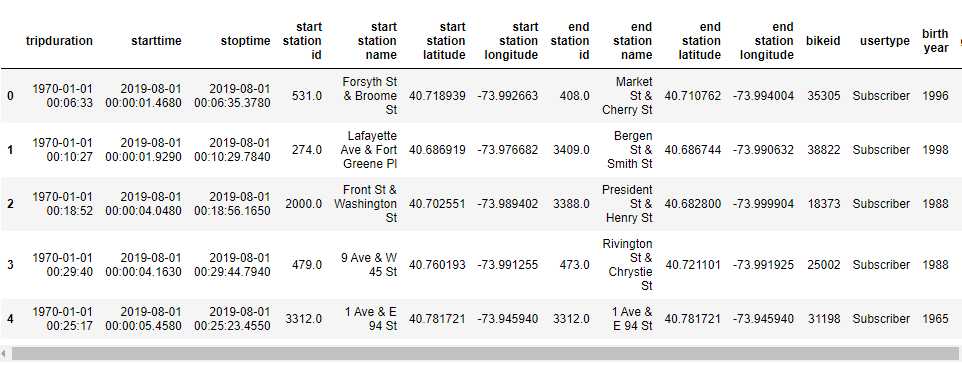 tripduration starttime stoptime start station id start station name start station latitude start station longitude end station id end station name end station latitude end station longitude bikeid usertype birth year
0 1970-01-01 00:06:33 2019-08-01 00:00:01.4680 2019-08-01 00:06:35.3780 531.0 Forsyth St & Broome St 40.718939 -73.992663 408.0 Market St & Cherry St 40.710762 -73.994004 35305 Subscriber 1996
1 1970-01-01 00:10:27 2019-08-01 00:00:01.9290 2019-08-01 00:10:29.7840 274.0 Lafayette Ave & Fort Greene Pl 40.686919 -73.976682 3409.0 Bergen St & Smith St 40.686744 -73.990632 38822 Subscriber 1998
2 1970-01-01 00:18:52 2019-08-01 00:00:04.0480 2019-08-01 00:18:56.1650 2000.0 Front St & Washington St 40.702551 -73.989402 3388.0 President St & Henry St 40.682800 -73.999904 18373 Subscriber 1988
3 1970-01-01 00:29:40 2019-08-01 00:00:04.1630 2019-08-01 00:29:44.7940 479.0 9 Ave & W 45 St 40.760193 -73.991255 473.0 Rivington St & Chrystie St 40.721101 -73.991925 25002 Subscriber 1988
4 1970-01-01 00:25:17 2019-08-01 00:00:05.4580 2019-08-01 00:25:23.4550 3312.0 1 Ave & E 94 St 40.781721 -73.945940 3312.0 1 Ave & E 94 St 40.781721 -73.945940 31198 Subscriber 1965